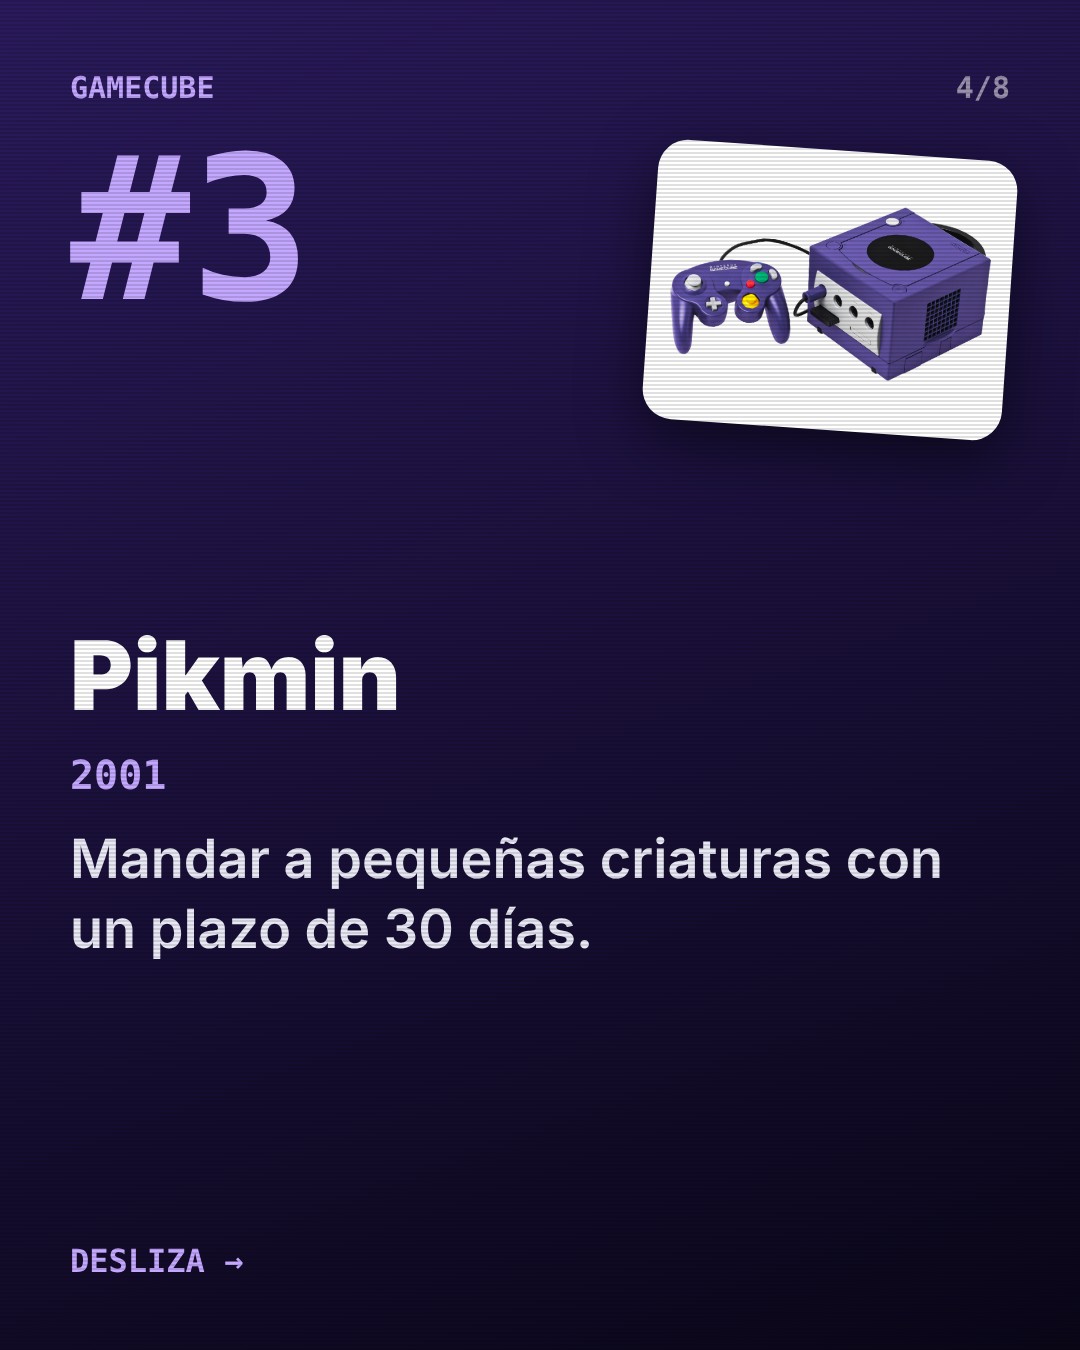 GAMECUBE
4/8
#3
Pikmin
2001
Mandar a pequeñas criaturas con
un plazo de 30 días.
DESLIZA →